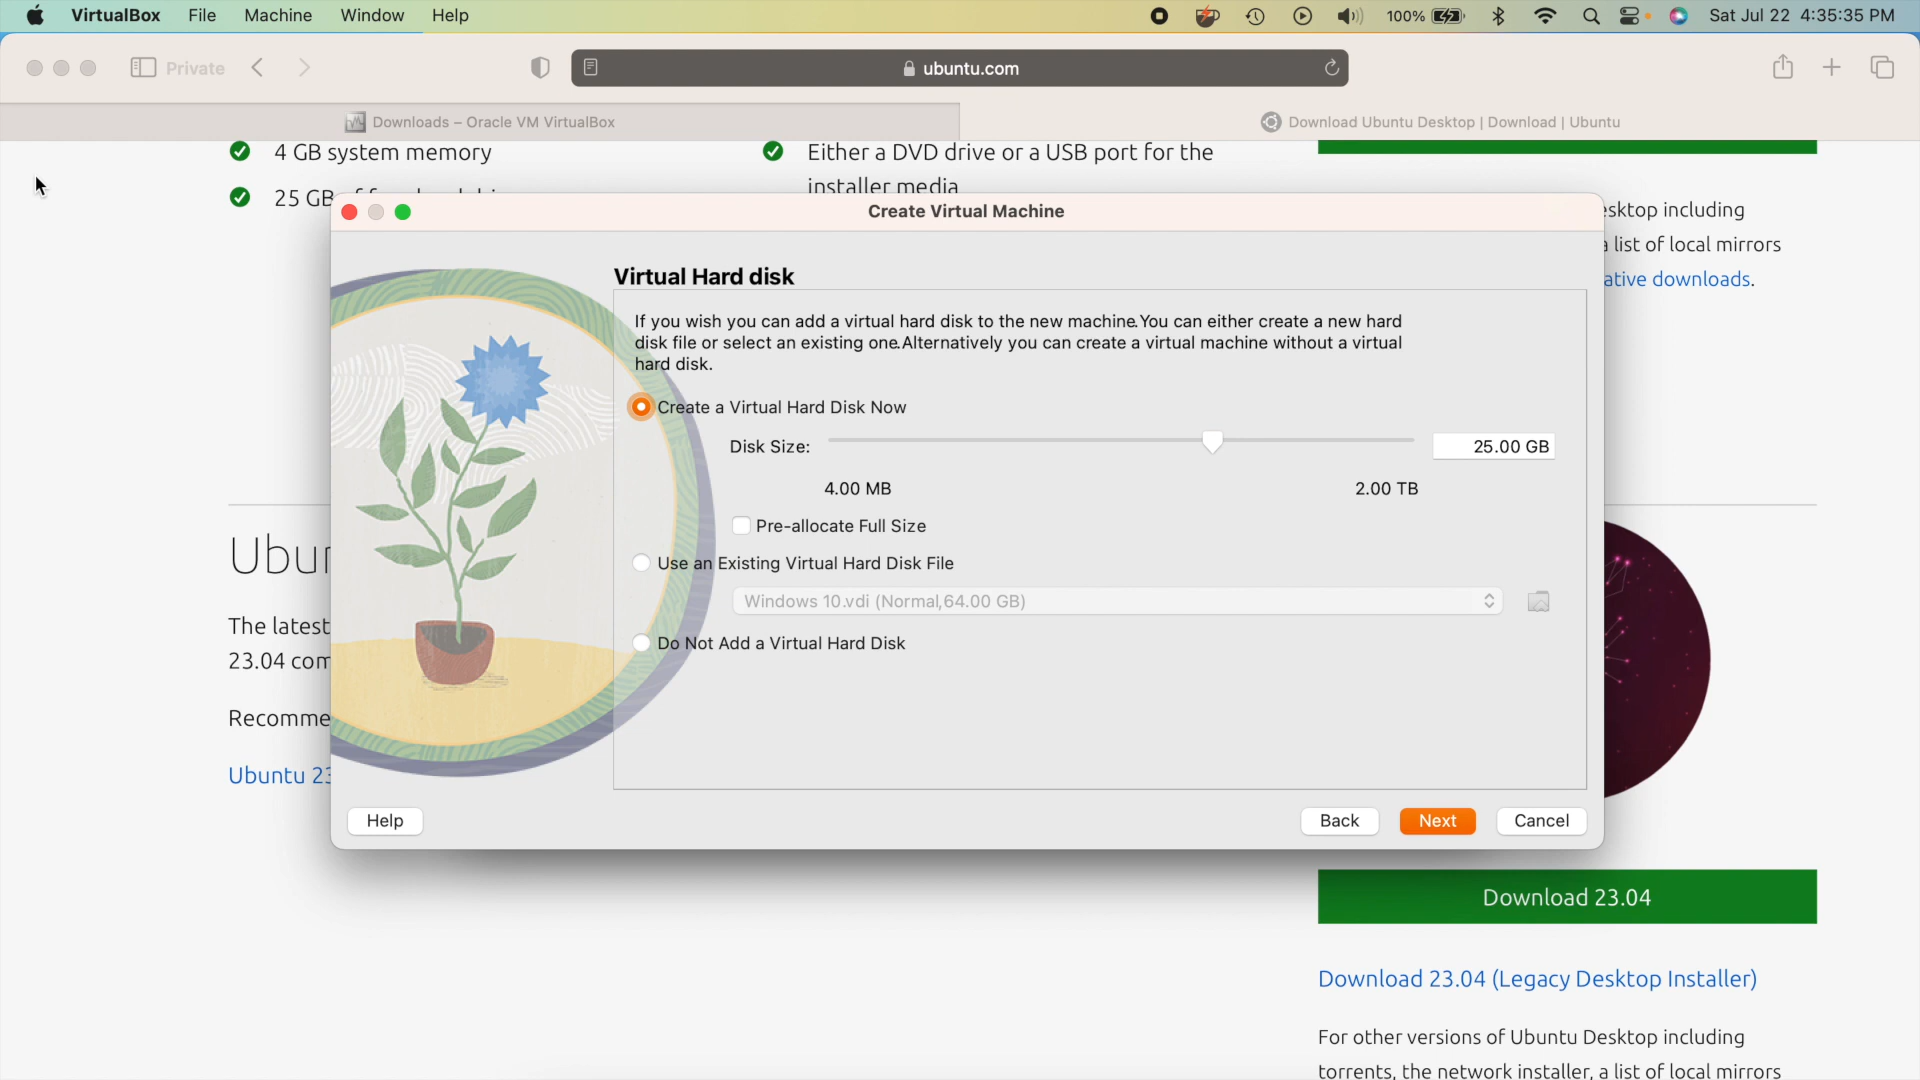 VirtualBox File Machine Window Help 100% Sat Jul 22 4:35:35 PM
Private ubuntu.com
Downloads – Oracle VM VirtualBox Download Ubuntu Desktop | Download | Ubuntu
4 GB system memory Either a DVD drive or a USB port for the
installer media
25 GB
Create Virtual Machine
esktop including
a list of local mirrors
ative downloads.
Virtual Hard disk
If you wish you can add a virtual hard disk to the new machine. You can either create a new hard
disk file or select an existing one. Alternatively you can create a virtual machine without a virtual
hard disk.
Create a Virtual Hard Disk Now
Disk Size: 25.00 GB
4.00 MB 2.00 TB
Pre-allocate Full Size
Use an Existing Virtual Hard Disk File
Windows 10.vdi (Normal, 64.00 GB)
Do Not Add a Virtual Hard Disk
Ubun
The latest
23.04 com
Recomme
Ubuntu 23
Help Back Next Cancel
Download 23.04
Download 23.04 (Legacy Desktop Installer)
For other versions of Ubuntu Desktop including
torrents, the network installer, a list of local mirrors